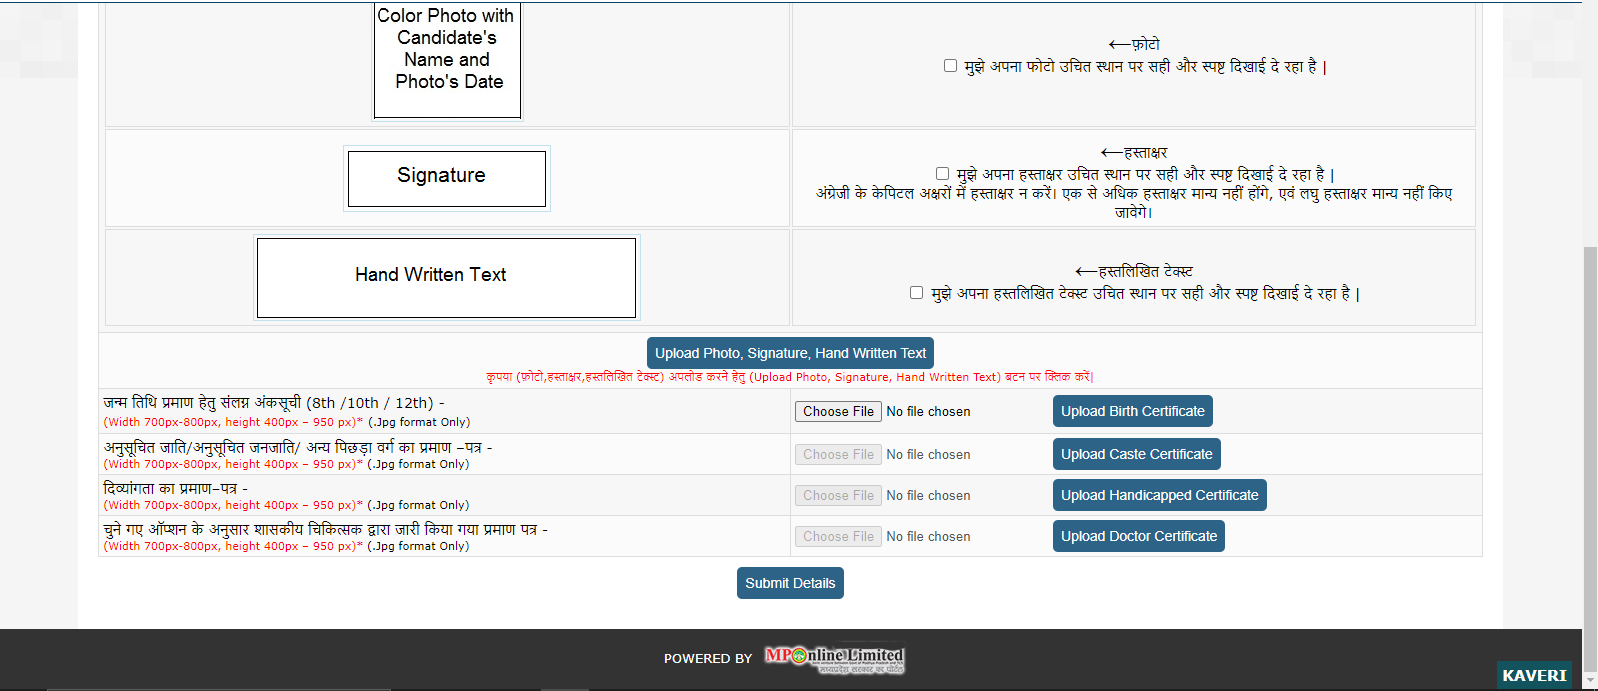 Color Photo with
Candidate's
Name and
Photo's Date
←फ़ोटो
मुझे अपना फोटो उचित स्थान पर सही और स्पष्ट दिखाई दे रहा है |
Signature
←हस्ताक्षर
मुझे अपना हस्ताक्षर उचित स्थान पर सही और स्पष्ट दिखाई दे रहा है |
अंग्रेजी के केपिटल अक्षरों में हस्ताक्षर न करें। एक से अधिक हस्ताक्षर मान्य नहीं होंगे, एवं लघु हस्ताक्षर मान्य नहीं किए
जावेगे।
Hand Written Text
←हस्तलिखित टेक्स्ट
मुझे अपना हस्तलिखित टेक्स्ट उचित स्थान पर सही और स्पष्ट दिखाई दे रहा है |
Upload Photo, Signature, Hand Written Text
कृपया (फ़ोटो,हस्ताक्षर,हस्तलिखित टेक्स्ट) अपलोड करने हेतु (Upload Photo, Signature, Hand Written Text) बटन पर क्लिक करें|
जन्म तिथि प्रमाण हेतु संलग्न अंकसूची (8th /10th / 12th) -
(Width 700px-800px, height 400px – 950 px)* (.Jpg format Only)
Choose File No file chosen
Upload Birth Certificate
अनुसूचित जाति/अनुसूचित जनजाति/ अन्य पिछड़ा वर्ग का प्रमाण –पत्र -
(Width 700px-800px, height 400px – 950 px)* (.Jpg format Only)
Choose File No file chosen
Upload Caste Certificate
दिव्यांगता का प्रमाण–पत्र -
(Width 700px-800px, height 400px – 950 px)* (.Jpg format Only)
Choose File No file chosen
Upload Handicapped Certificate
चुने गए ऑप्शन के अनुसार शासकीय चिकित्सक द्वारा जारी किया गया प्रमाण पत्र -
(Width 700px-800px, height 400px – 950 px)* (.Jpg format Only)
Choose File No file chosen
Upload Doctor Certificate
Submit Details
POWERED BY
MPOnline Limited
मध्यप्रदेश सरकार का पोर्टल
KAVERI